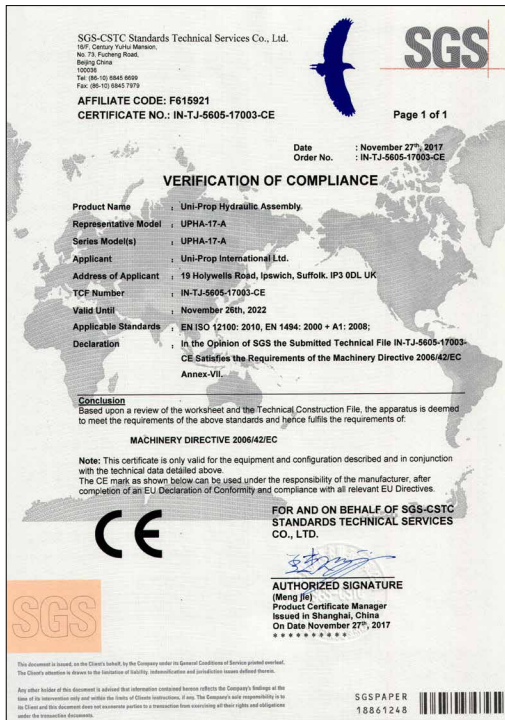 SGS-CSTC Standards Technical Services Co., Ltd.
16/F, Century YuHui Mansion,
No. 73, Fucheng Road,
Beijing China
100036
Tel: (86-10) 6845 6699
Fax: (86-10) 6845 7979
SGS
AFFILIATE CODE: F615921
CERTIFICATE NO.: IN-TJ-5605-17003-CE
Page 1 of 1
Date : November 27th, 2017
Order No. : IN-TJ-5605-17003-CE
VERIFICATION OF COMPLIANCE
Product Name : Uni-Prop Hydraulic Assembly.
Representative Model : UPHA-17-A
Series Model(s) : UPHA-17-A
Applicant : Uni-Prop International Ltd.
Address of Applicant : 19 Holywells Road, Ipswich, Suffolk. IP3 0DL UK
TCF Number : IN-TJ-5605-17003-CE
Valid Until : November 26th, 2022
Applicable Standards : EN ISO 12100: 2010, EN 1494: 2000 + A1: 2008;
Declaration : In the Opinion of SGS the Submitted Technical File IN-TJ-5605-17003-
CE Satisfies the Requirements of the Machinery Directive 2006/42/EC
Annex-VII.
Conclusion
Based upon a review of the worksheet and the Technical Construction File, the apparatus is deemed
to meet the requirements of the above standards and hence fulfils the requirements of:
MACHINERY DIRECTIVE 2006/42/EC
Note: This certificate is only valid for the equipment and configuration described and in conjunction
with the technical data detailed above.
The CE mark as shown below can be used under the responsibility of the manufacturer, after
completion of an EU Declaration of Conformity and compliance with all relevant EU Directives.
CE
FOR AND ON BEHALF OF SGS-CSTC
STANDARDS TECHNICAL SERVICES
CO., LTD.
AUTHORIZED SIGNATURE
(Meng Jie)
Product Certificate Manager
Issued in Shanghai, China
On Date November 27th, 2017
* * * * * * * * * *
SGS
This document is issued, on the Client's behalf, by the Company under its General Conditions of Service printed overleaf.
The Client's attention is drawn to the limitation of liability, indemnification and jurisdiction issues defined therein.
Any other holder of this document is advised that information contained hereon reflects the Company's findings at the
time of its intervention only and within the limits of Client's instructions, if any. The Company's sole responsibility is to
its Client and this document does not exonerate parties to a transaction from exercising all their rights and obligations
under the transaction documents.
SGSPAPER
18861248